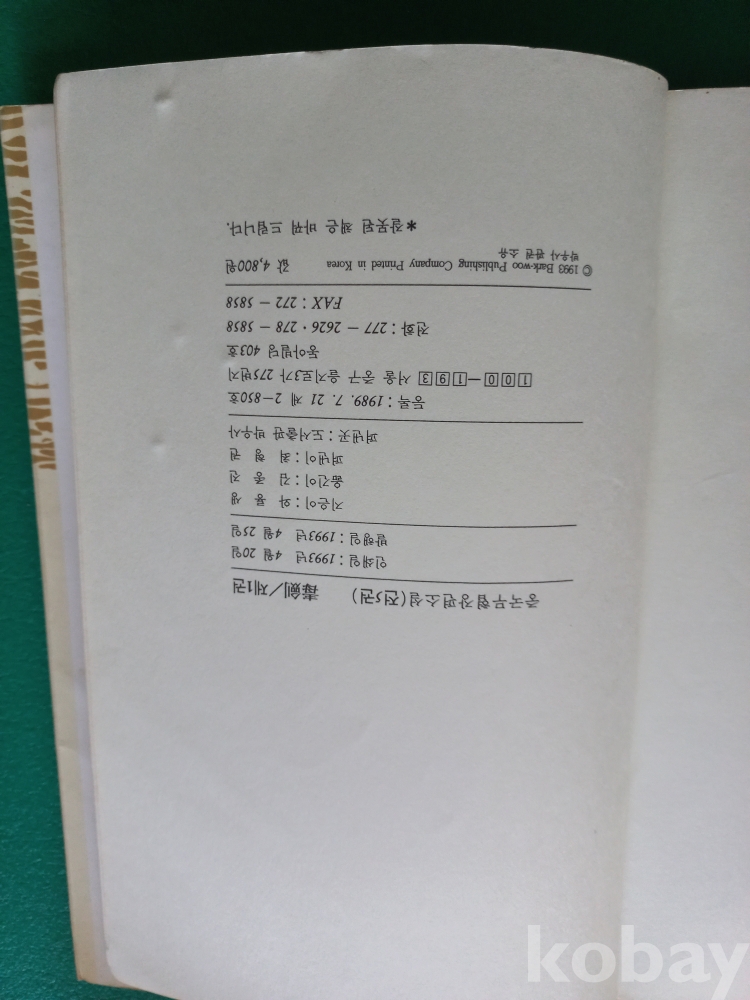 중국무협장편소설(전5권) 毒劍/제1권
인쇄일 : 1993년 4월 20일
발행일 : 1993년 4월 25일
지은이 : 와 룡 생
옮긴이 : 김 종 진
펴낸이 : 최 형 권
펴낸곳 : 도서출판 박우사
등록 : 1989. 7. 21 제 2-850호
100-193 서울 중구 을지로3가 275번지
동아빌딩 403호
전화 : 277 - 2626 · 278 - 5858
FAX : 272 - 5858
© 1993 Bark-woo Publishing Company Printed in Korea 값 4,800원
박우사 판권 소유
*잘못된 책은 바꿔 드립니다.
kobay